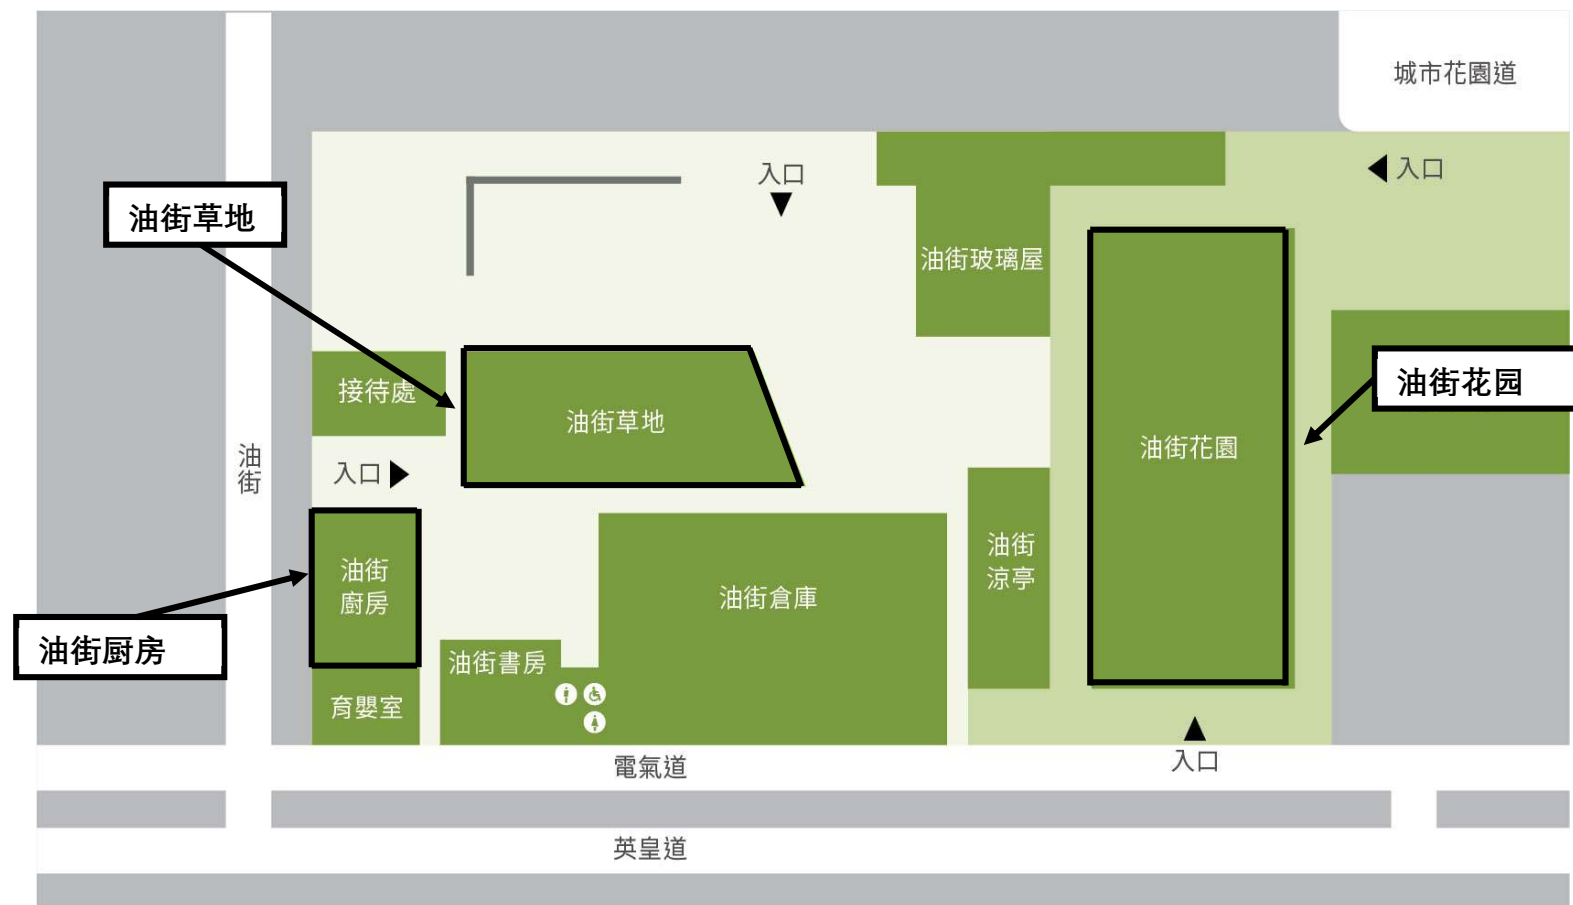 城市花園道
入口
入口
油街草地
油街玻璃屋
接待處
油街草地
油街花园
油街花園
油街
入口
油街
廚房
油街倉庫
油街
涼亭
油街厨房
油街書房
育嬰室
入口
電氣道
英皇道